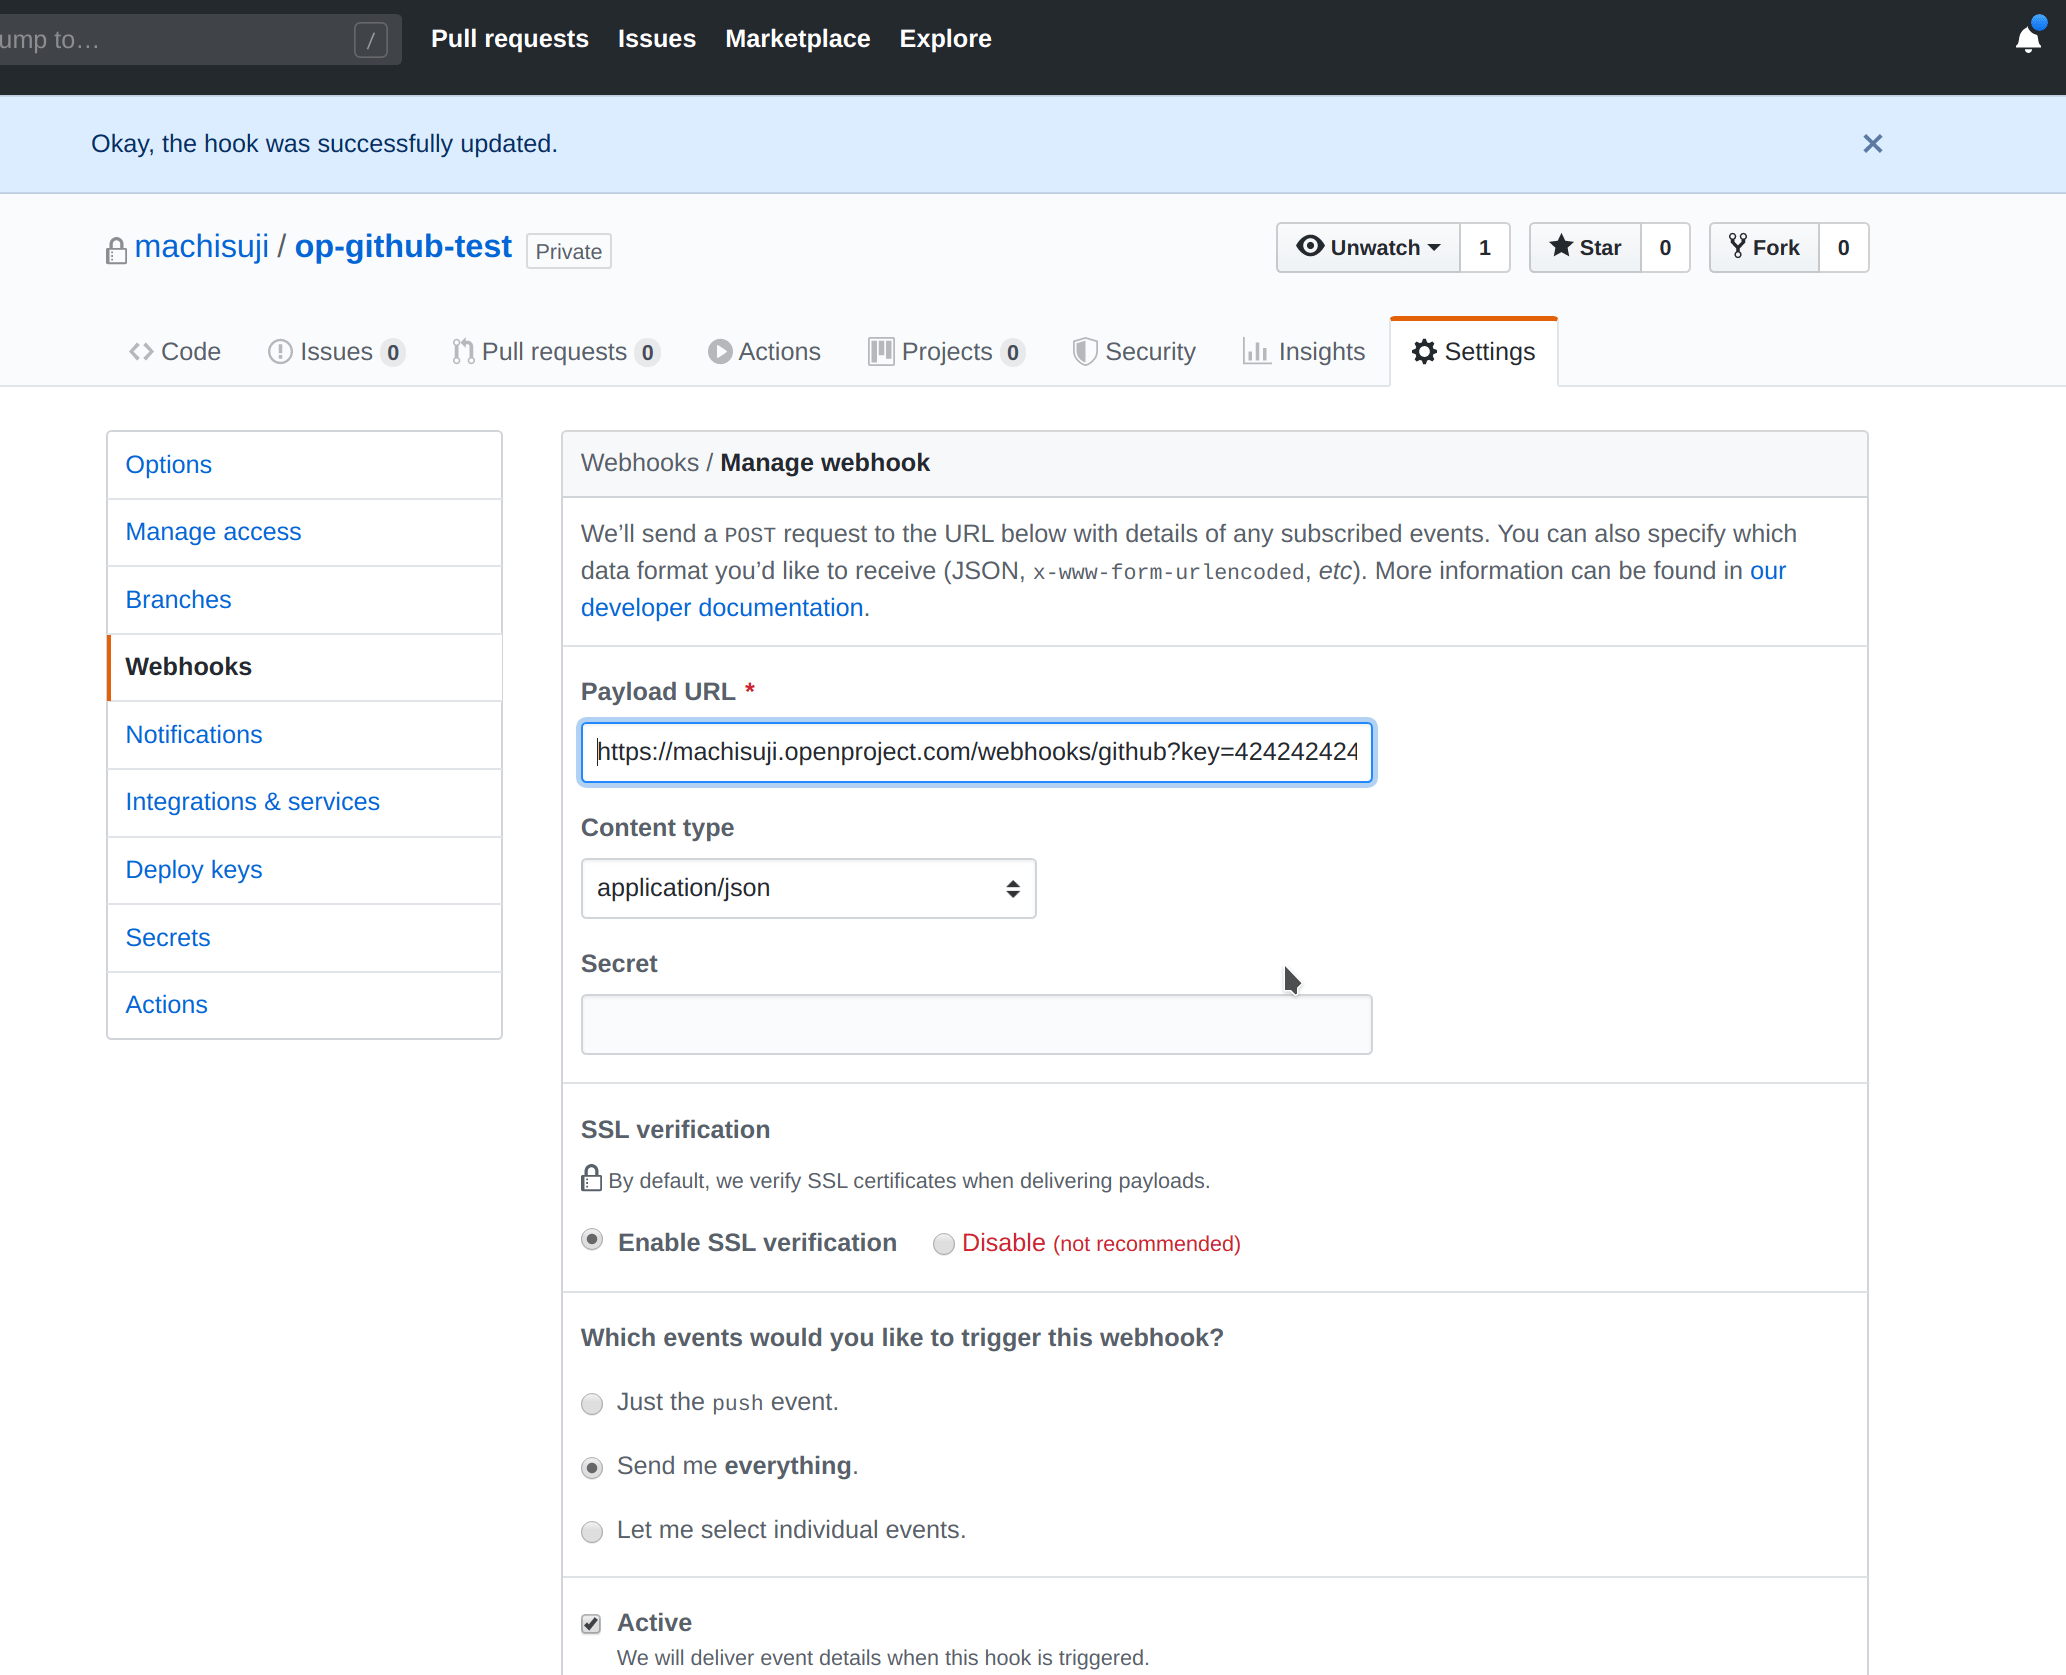 ump to… /
Pull requests Issues Marketplace Explore
Okay, the hook was successfully updated.
machisuji / op-github-test Private
Unwatch 1 Star 0 Fork 0
Code Issues 0 Pull requests 0 Actions Projects 0 Security Insights Settings
Options
Manage access
Branches
Webhooks
Notifications
Integrations & services
Deploy keys
Secrets
Actions
Webhooks / Manage webhook
We’ll send a POST request to the URL below with details of any subscribed events. You can also specify which
data format you’d like to receive (JSON, x-www-form-urlencoded, etc). More information can be found in our
developer documentation.
Payload URL *
https://machisuji.openproject.com/webhooks/github?key=424242424
Content type
application/json
Secret
SSL verification
By default, we verify SSL certificates when delivering payloads.
Enable SSL verification Disable (not recommended)
Which events would you like to trigger this webhook?
Just the push event.
Send me everything.
Let me select individual events.
Active
We will deliver event details when this hook is triggered.